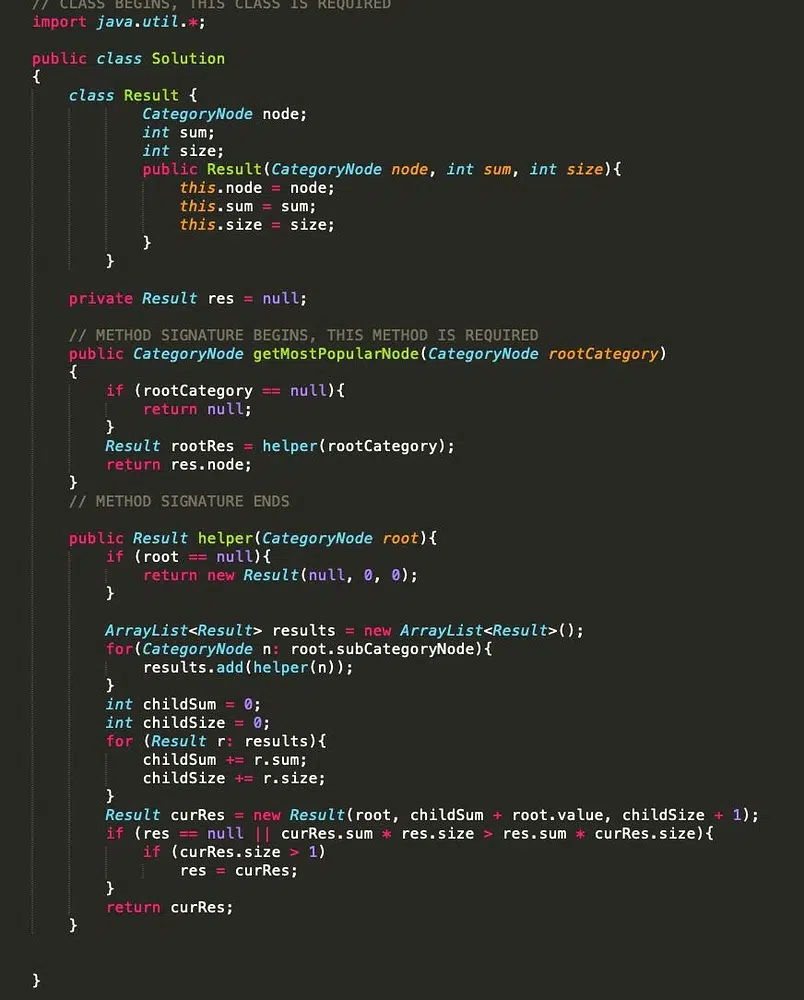 // CLASS BEGINS, THIS CLASS IS REQUIRED
import java.util.*;
public class Solution
{
class Result {
CategoryNode node;
int sum;
int size;
public Result(CategoryNode node, int sum, int size){
this.node = node;
this.sum = sum;
this.size = size;
}
}
private Result res = null;
// METHOD SIGNATURE BEGINS, THIS METHOD IS REQUIRED
public CategoryNode getMostPopularNode(CategoryNode rootCategory)
{
if (rootCategory == null){
return null;
}
Result rootRes = helper(rootCategory);
return res.node;
}
// METHOD SIGNATURE ENDS
public Result helper(CategoryNode root){
if (root == null){
return new Result(null, 0, 0);
}
ArrayList<Result> results = new ArrayList<Result>();
for(CategoryNode n: root.subCategoryNode){
results.add(helper(n));
}
int childSum = 0;
int childSize = 0;
for (Result r: results){
childSum += r.sum;
childSize += r.size;
}
Result curRes = new Result(root, childSum + root.value, childSize + 1);
if (res == null || curRes.sum * res.size > res.sum * curRes.size){
if (curRes.size > 1)
res = curRes;
}
return curRes;
}
}